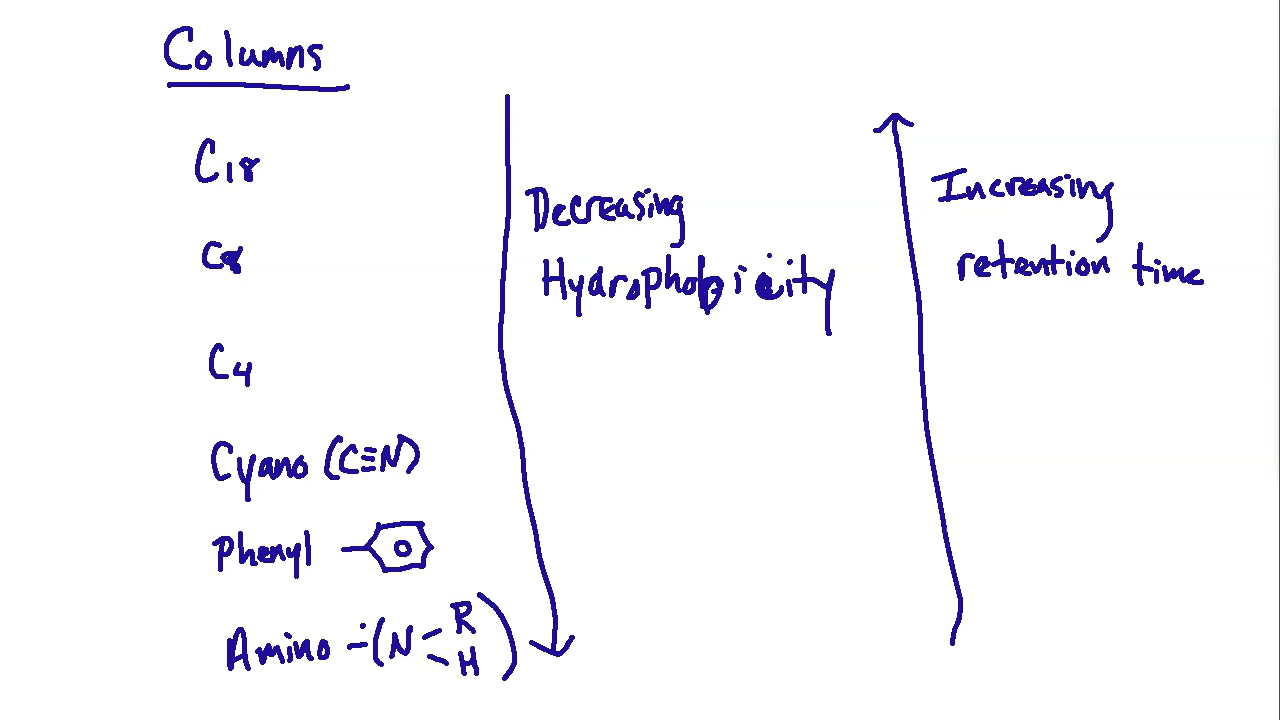 Columns
C18
C8
C4
Cyano (C≡N)
Phenyl
Amino -(N R H)
Decreasing
Hydrophobicity
Increasing
retention time